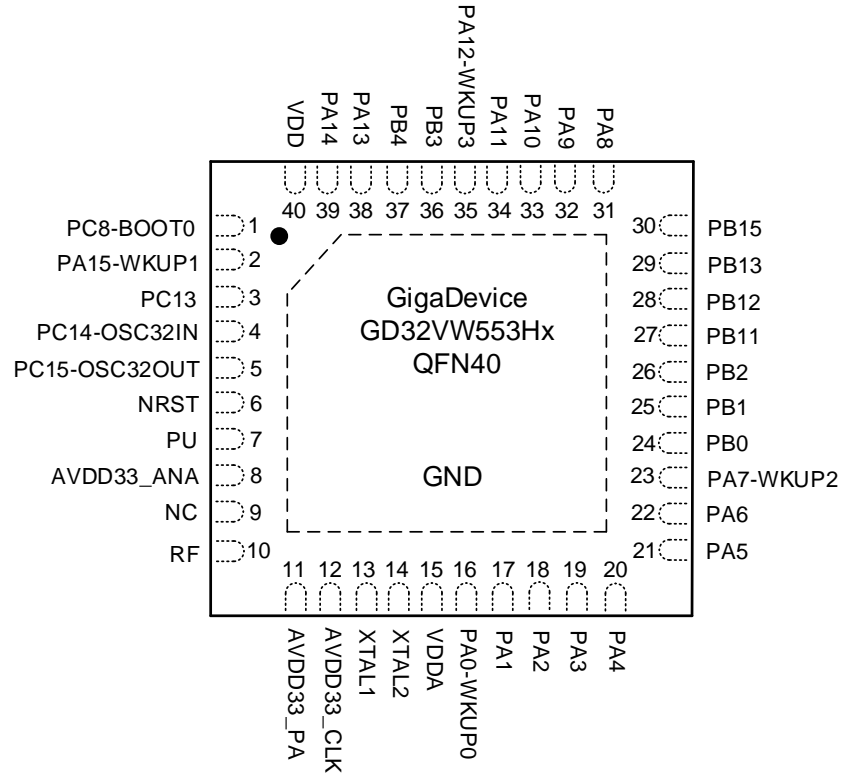 PA12-WKUP3
VDD
PA14
PA13
PB4
PB3
PA11
PA10
PA9
PA8
40
39
38
37
36
35
34
33
32
31
PC8-BOOT0 1
PA15-WKUP1 2
PC13 3
PC14-OSC32IN 4
PC15-OSC32OUT 5
NRST 6
PU 7
AVDD33_ANA 8
NC 9
RF 10
GigaDevice
GD32VW553Hx
QFN40
GND
30 PB15
29 PB13
28 PB12
27 PB11
26 PB2
25 PB1
24 PB0
23 PA7-WKUP2
22 PA6
21 PA5
11
12
13
14
15
16
17
18
19
20
AVDD33_PA
AVDD33_CLK
XTAL1
XTAL2
VDDA
PA0-WKUP0
PA1
PA2
PA3
PA4